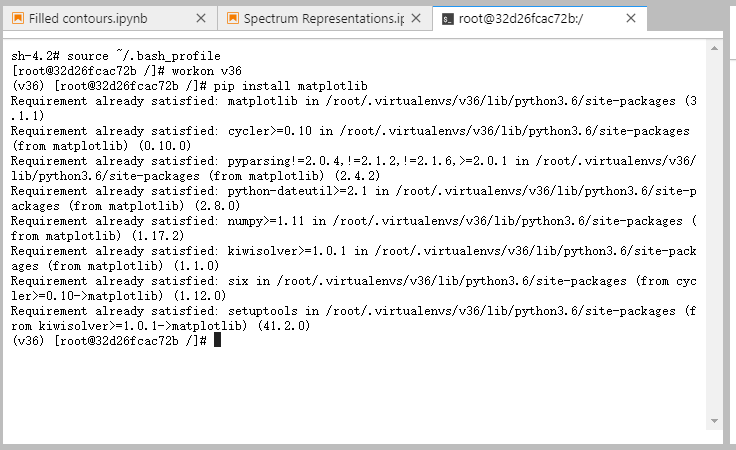 Filled contours.ipynb
Spectrum Representations.ip
root@32d26fcac72b:/
sh-4.2# source ~/.bash_profile
[root@32d26fcac72b /]# workon v36
(v36) [root@32d26fcac72b /]# pip install matplotlib
Requirement already satisfied: matplotlib in /root/.virtualenvs/v36/lib/python3.6/site-packages (3
.1.1)
Requirement already satisfied: cycler>=0.10 in /root/.virtualenvs/v36/lib/python3.6/site-packages
(from matplotlib) (0.10.0)
Requirement already satisfied: pyparsing!=2.0.4,!=2.1.2,!=2.1.6,>=2.0.1 in /root/.virtualenvs/v36/
lib/python3.6/site-packages (from matplotlib) (2.4.2)
Requirement already satisfied: python-dateutil>=2.1 in /root/.virtualenvs/v36/lib/python3.6/site-p
ackages (from matplotlib) (2.8.0)
Requirement already satisfied: numpy>=1.11 in /root/.virtualenvs/v36/lib/python3.6/site-packages (
from matplotlib) (1.17.2)
Requirement already satisfied: kiwisolver>=1.0.1 in /root/.virtualenvs/v36/lib/python3.6/site-pack
ages (from matplotlib) (1.1.0)
Requirement already satisfied: six in /root/.virtualenvs/v36/lib/python3.6/site-packages (from cyc
ler>=0.10->matplotlib) (1.12.0)
Requirement already satisfied: setuptools in /root/.virtualenvs/v36/lib/python3.6/site-packages (f
rom kiwisolver>=1.0.1->matplotlib) (41.2.0)
(v36) [root@32d26fcac72b /]#